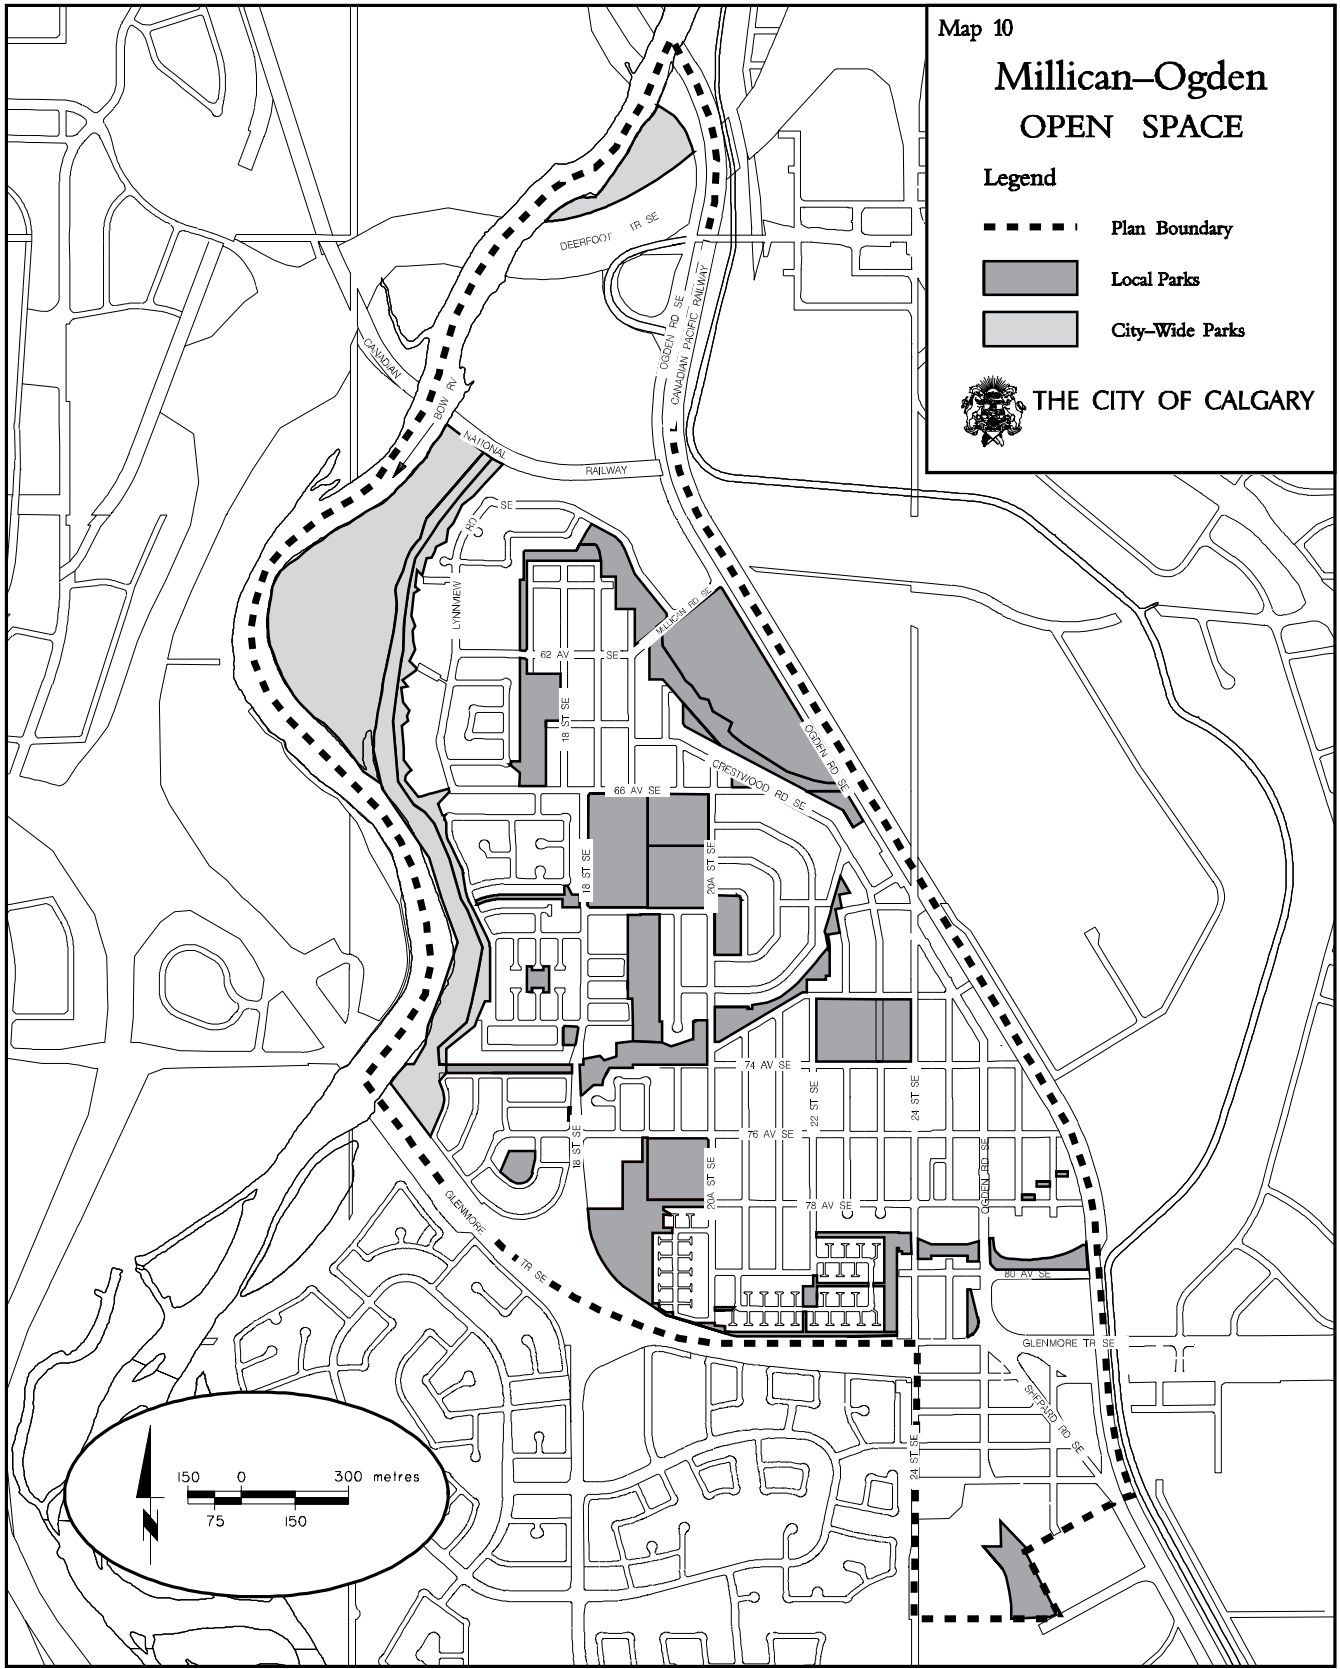 Map 10
Millican–Ogden
OPEN SPACE
Legend
Plan Boundary
Local Parks
City–Wide Parks
THE CITY OF CALGARY
DEERFOOT TR SE
OGDEN RD SE
CANADIAN PACIFIC RAILWAY
CANADIAN
NATIONAL
RAILWAY
BOW RV
LYNNVIEW
RD SE
MILLICAN RD SE
62 AV SE
18 ST SE
OGDEN RD SE
CRESTWOOD RD SE
66 AV SE
18 ST SE
20A ST SE
74 AV SE
22 ST SE
24 ST SE
76 AV SE
18 ST SE
20A ST SE
OGDEN RD SE
78 AV SE
GLENMORE
TR SE
80 AV SE
GLENMORE TR SE
SHEPARD RD SE
24 ST SE
150 0 300 metres
75 150
N